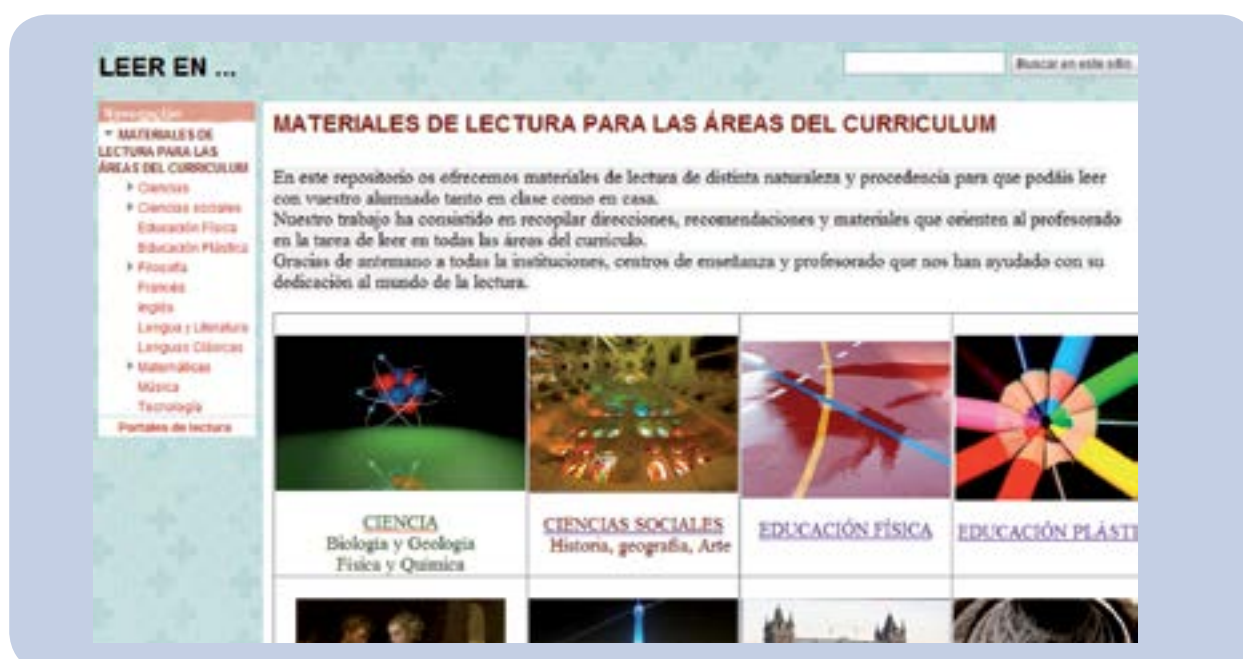 LEER EN ...
Buscar en este sitio
Navegación
MATERIALES DE
LECTURA PARA LAS
ÁREAS DEL CURRICULUM
Ciencias
Ciencias sociales
Educación Física
Educación Plástica
Filosofía
Francés
Inglés
Lengua y Literatura
Lenguas Clásicas
Matemáticas
Música
Tecnología
Portales de lectura
MATERIALES DE LECTURA PARA LAS ÁREAS DEL CURRICULUM
En este repositorio os ofrecemos materiales de lectura de distinta naturaleza y procedencia para que podáis leer
con vuestro alumnado tanto en clase como en casa.
Nuestro trabajo ha consistido en recopilar direcciones, recomendaciones y materiales que orienten al profesorado
en la tarea de leer en todas las áreas del currículo.
Gracias de antemano a todas la instituciones, centros de enseñanza y profesorado que nos han ayudado con su
dedicación al mundo de la lectura.
CIENCIA
Biología y Geología
Física y Química
CIENCIAS SOCIALES
Historia, geografía, Arte
EDUCACIÓN FÍSICA
EDUCACIÓN PLÁSTI